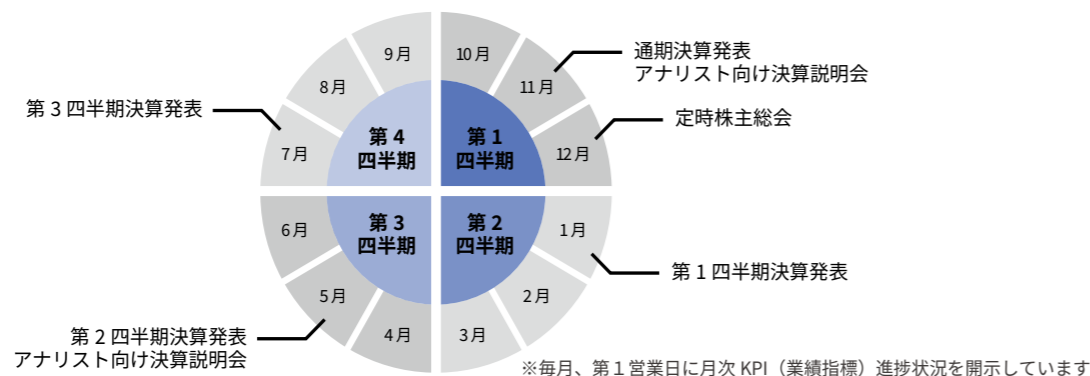 9月
10月
通期決算発表
アナリスト向け決算説明会
8月
11月
第3四半期決算発表
定時株主総会
7月
第4
四半期
第1
四半期
12月
6月
第3
四半期
第2
四半期
1月
第1四半期決算発表
5月
2月
第2四半期決算発表
アナリスト向け決算説明会
4月
3月
※毎月、第1営業日に月次 KPI（業績指標）進捗状況を開示しています